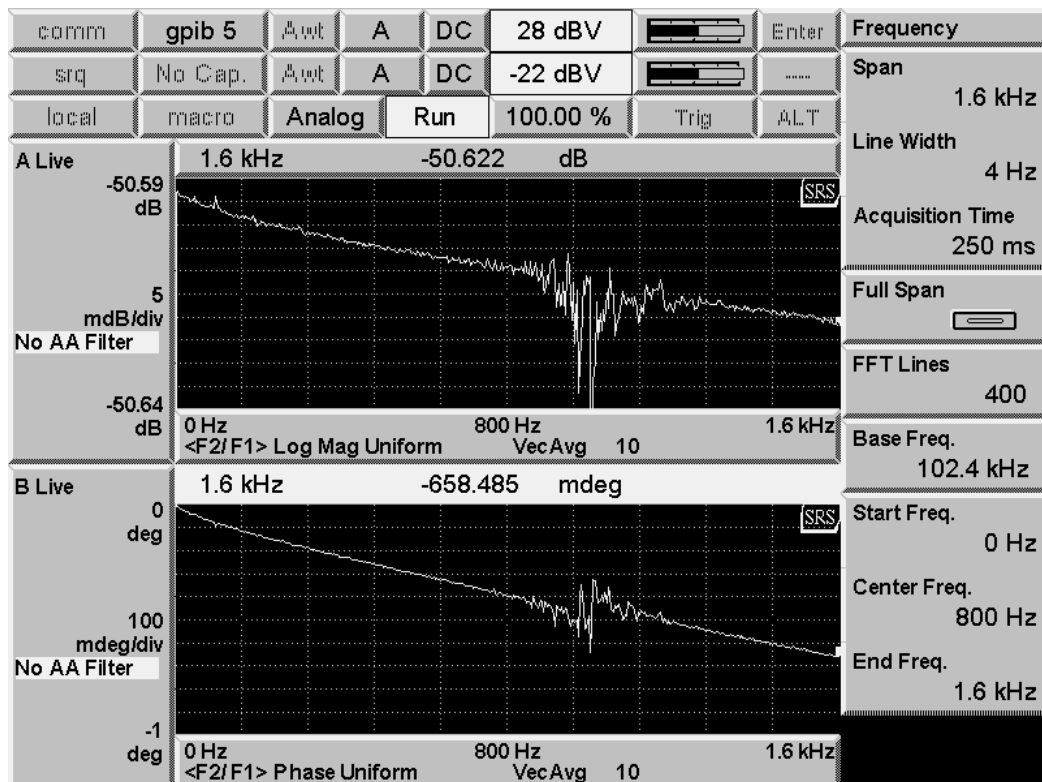 comm gpib 5 Awt A DC 28 dBV Enter
srq No Cap. Awt A DC -22 dBV ----
local macro Analog Run 100.00 % Trig ALT
A Live 1.6 kHz -50.622 dB
-50.59
dB
SRS
5
mdB/div
No AA Filter
-50.64
dB
0 Hz 800 Hz 1.6 kHz
<F2/F1> Log Mag Uniform VecAvg 10
B Live 1.6 kHz -658.485 mdeg
0
deg
SRS
100
mdeg/div
No AA Filter
-1
deg
0 Hz 800 Hz 1.6 kHz
<F2/F1> Phase Uniform VecAvg 10
Frequency
Span
1.6 kHz
Line Width
4 Hz
Acquisition Time
250 ms
Full Span
FFT Lines
400
Base Freq.
102.4 kHz
Start Freq.
0 Hz
Center Freq.
800 Hz
End Freq.
1.6 kHz